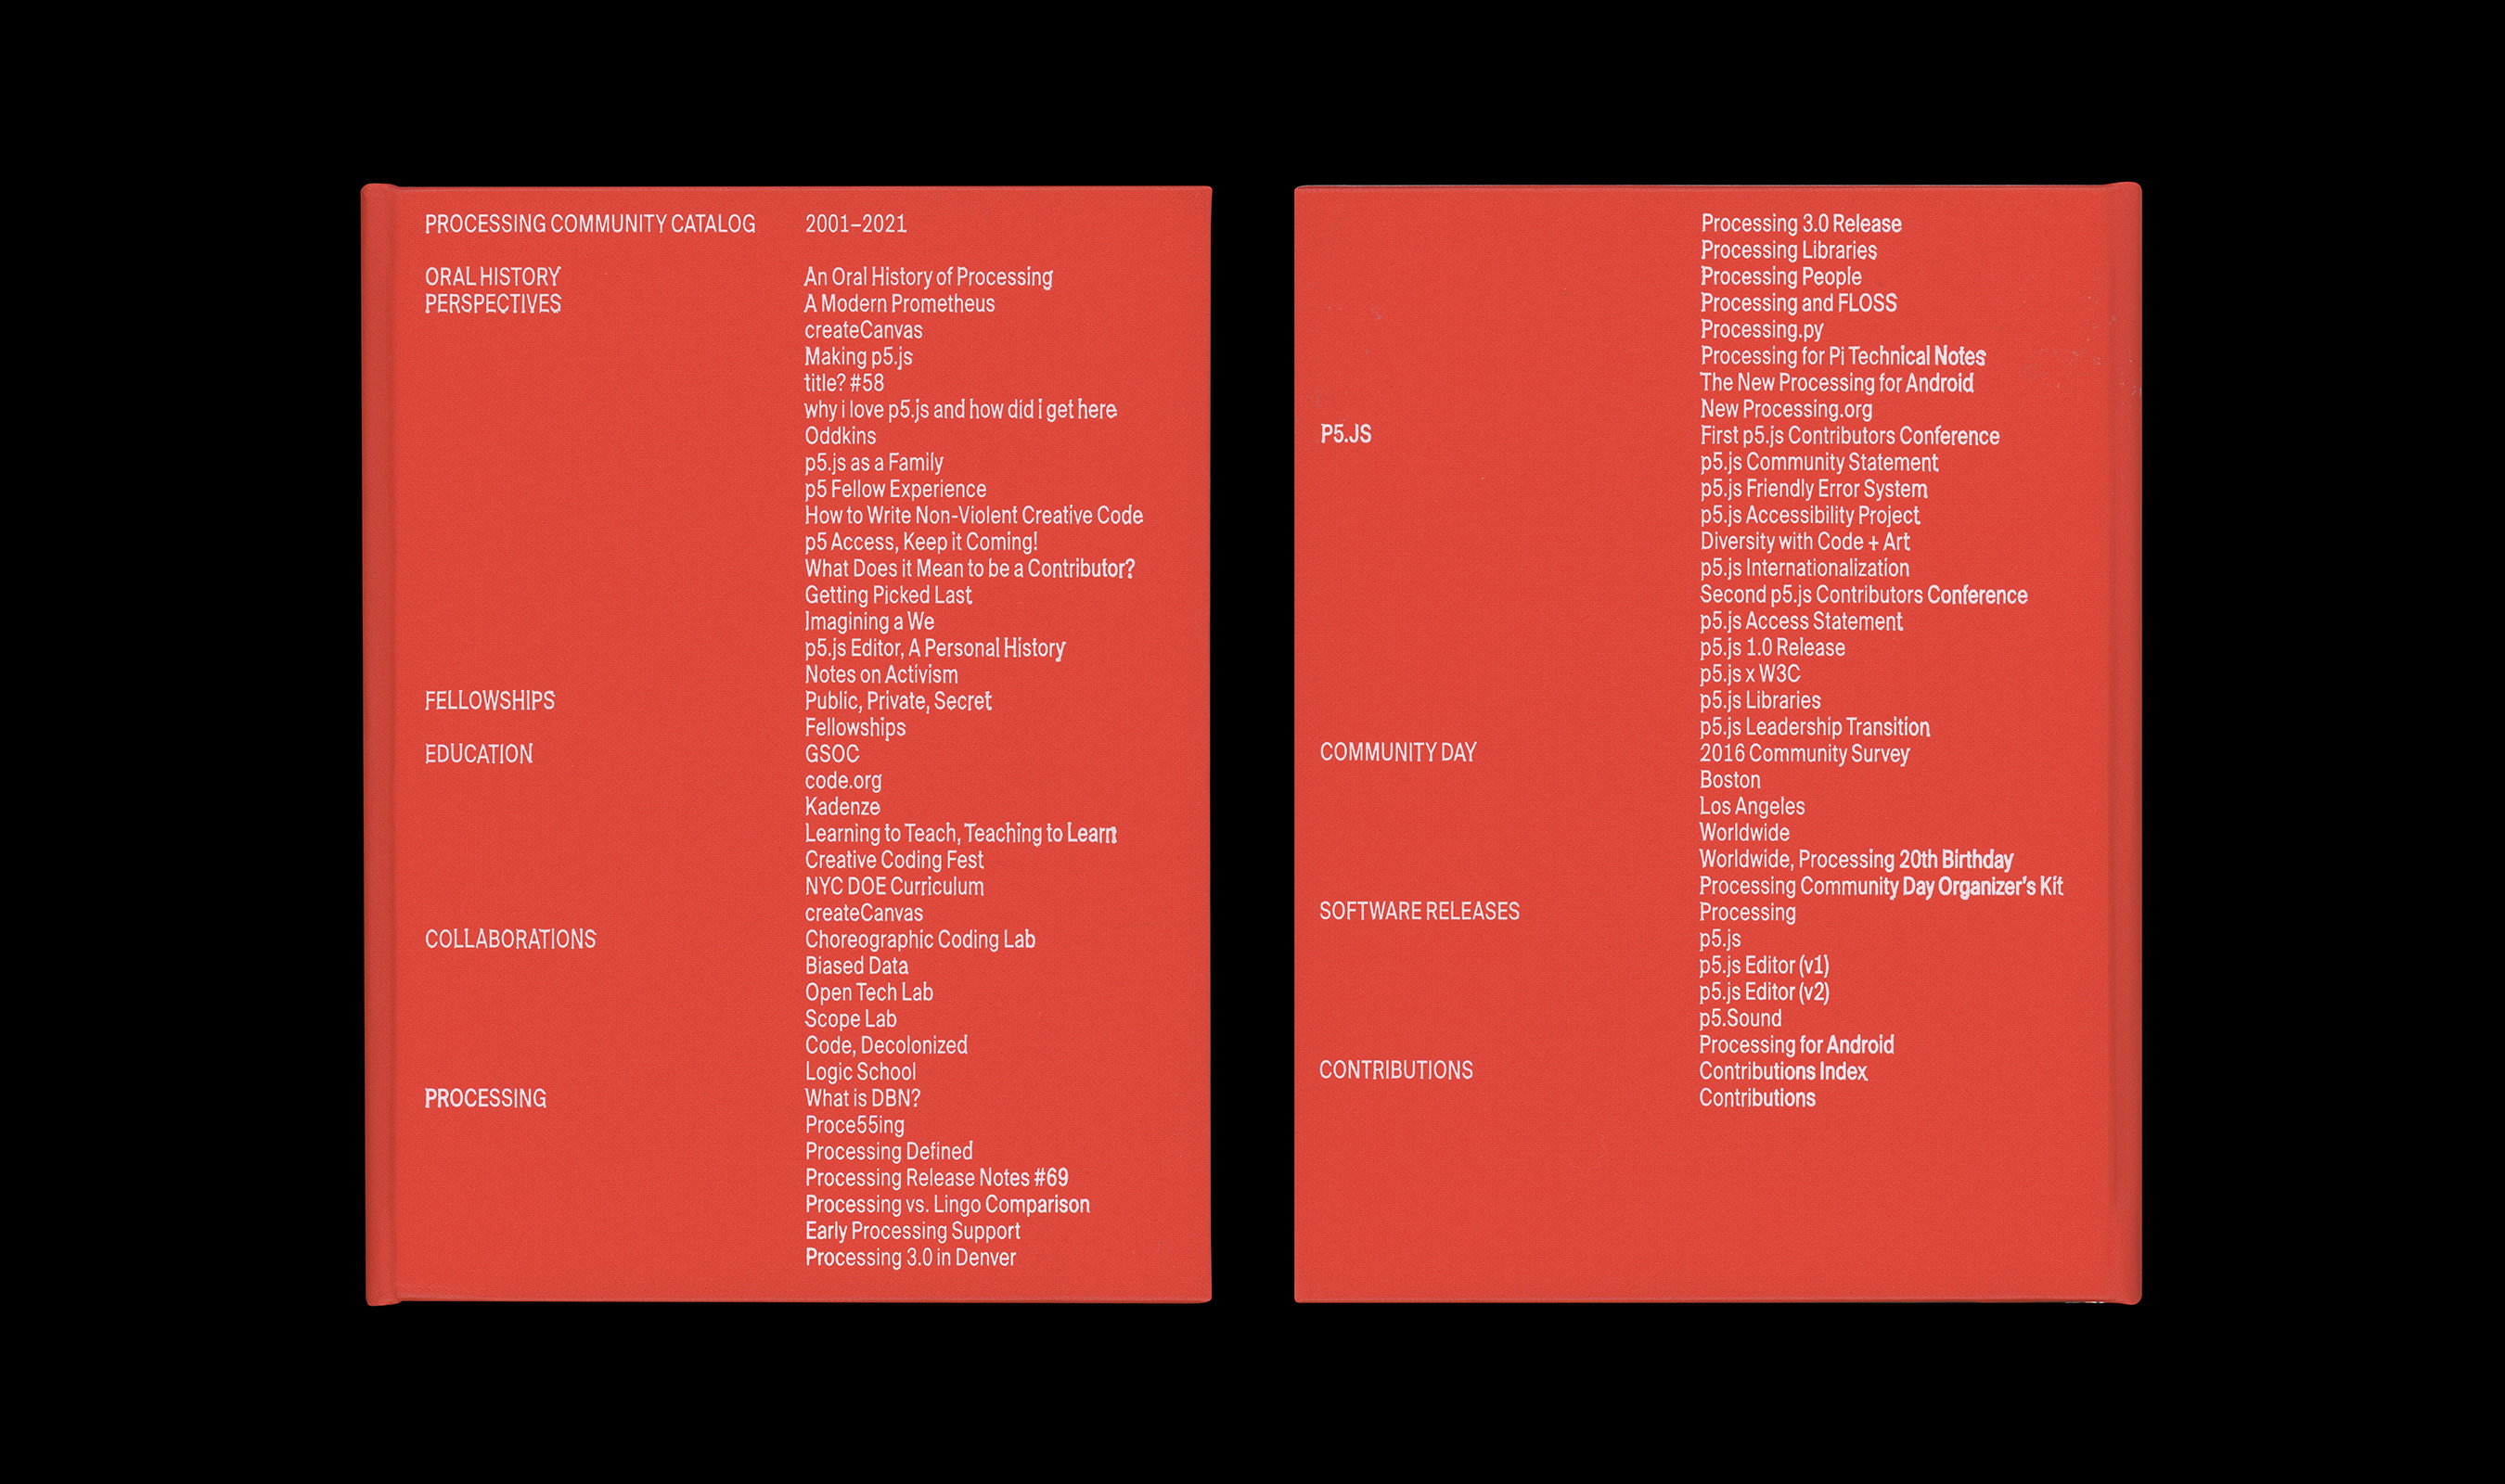 PROCESSING COMMUNITY CATALOG 2001–2021
ORAL HISTORY An Oral History of Processing
PERSPECTIVES A Modern Prometheus
createCanvas
Making p5.js
title? #58
why i love p5.js and how did i get here
Oddkins
p5.js as a Family
p5 Fellow Experience
How to Write Non-Violent Creative Code
p5 Access, Keep it Coming!
What Does it Mean to be a Contributor?
Getting Picked Last
Imagining a We
p5.js Editor, A Personal History
Notes on Activism
FELLOWSHIPS Public, Private, Secret
Fellowships
EDUCATION GSOC
code.org
Kadenze
Learning to Teach, Teaching to Learn
Creative Coding Fest
NYC DOE Curriculum
createCanvas
COLLABORATIONS Choreographic Coding Lab
Biased Data
Open Tech Lab
Scope Lab
Code, Decolonized
Logic School
PROCESSING What is DBN?
Proce55ing
Processing Defined
Processing Release Notes #69
Processing vs. Lingo Comparison
Early Processing Support
Processing 3.0 in Denver
Processing 3.0 Release
Processing Libraries
Processing People
Processing and FLOSS
Processing.py
Processing for Pi Technical Notes
The New Processing for Android
New Processing.org
P5.JS First p5.js Contributors Conference
p5.js Community Statement
p5.js Friendly Error System
p5.js Accessibility Project
Diversity with Code + Art
p5.js Internationalization
Second p5.js Contributors Conference
p5.js Access Statement
p5.js 1.0 Release
p5.js x W3C
p5.js Libraries
p5.js Leadership Transition
COMMUNITY DAY 2016 Community Survey
Boston
Los Angeles
Worldwide
Worldwide, Processing 20th Birthday
Processing Community Day Organizer's Kit
SOFTWARE RELEASES Processing
p5.js
p5.js Editor (v1)
p5.js Editor (v2)
p5.Sound
Processing for Android
CONTRIBUTIONS Contributions Index
Contributions